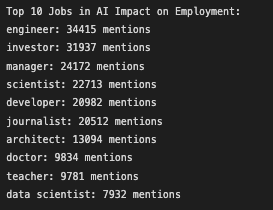 Top 10 Jobs in AI Impact on Employment:
engineer: 34415 mentions
investor: 31937 mentions
manager: 24172 mentions
scientist: 22713 mentions
developer: 20982 mentions
journalist: 20512 mentions
architect: 13094 mentions
doctor: 9834 mentions
teacher: 9781 mentions
data scientist: 7932 mentions